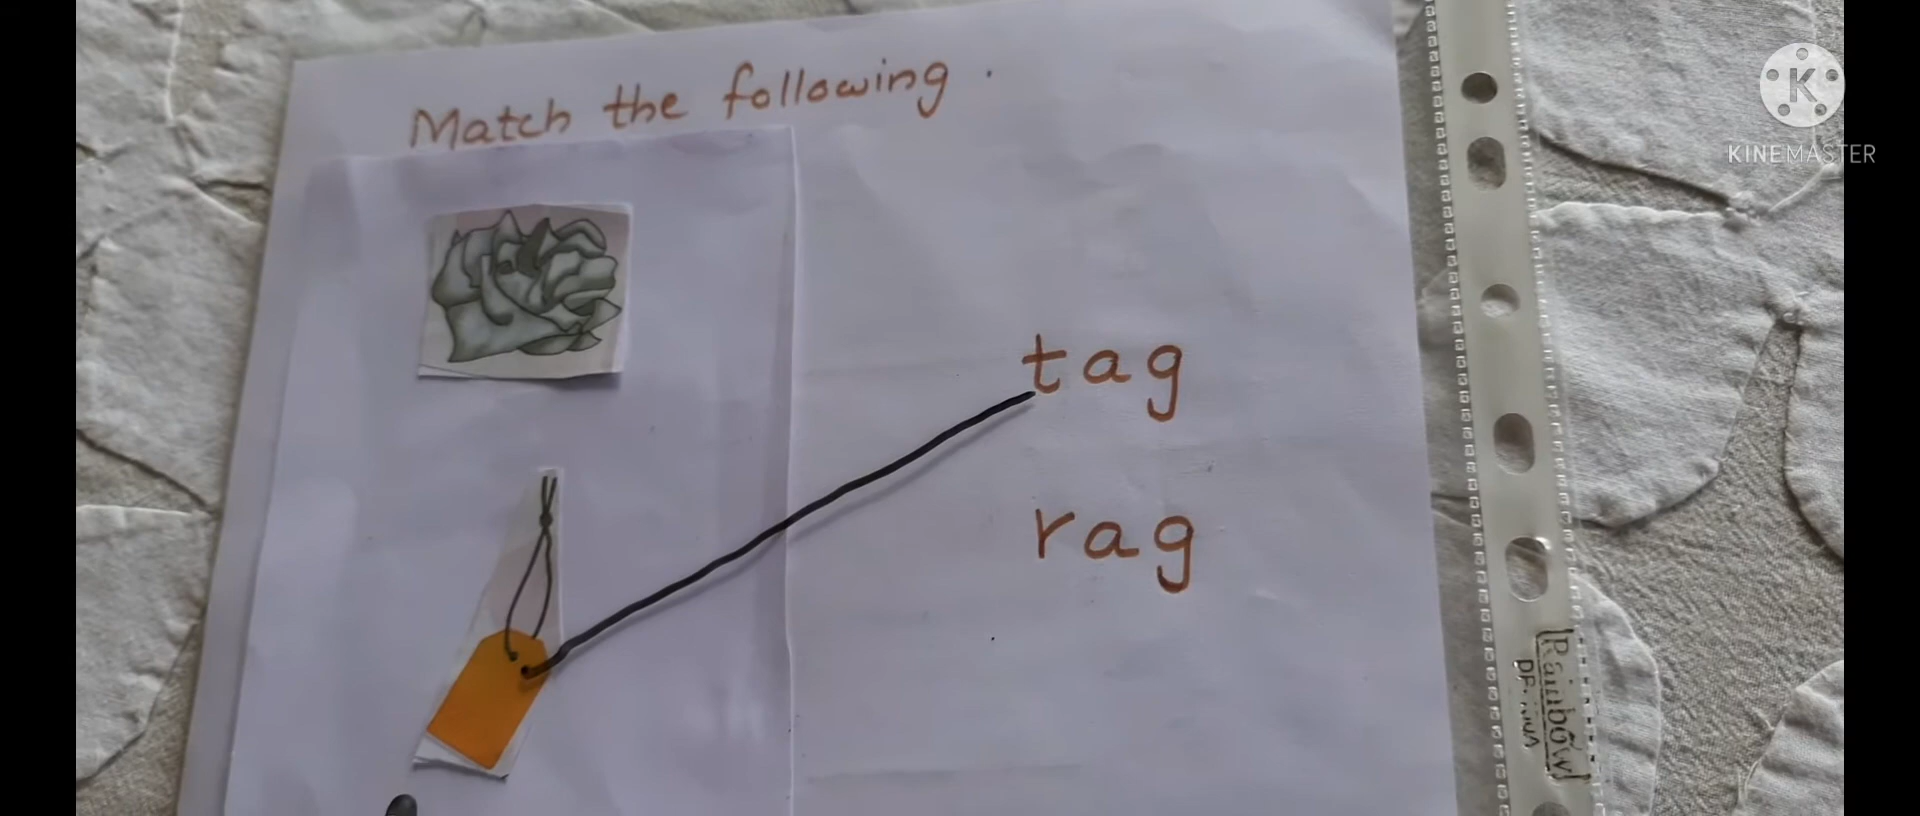 Match the following.
tag
rag
K
KINEMASTER
Rainbow